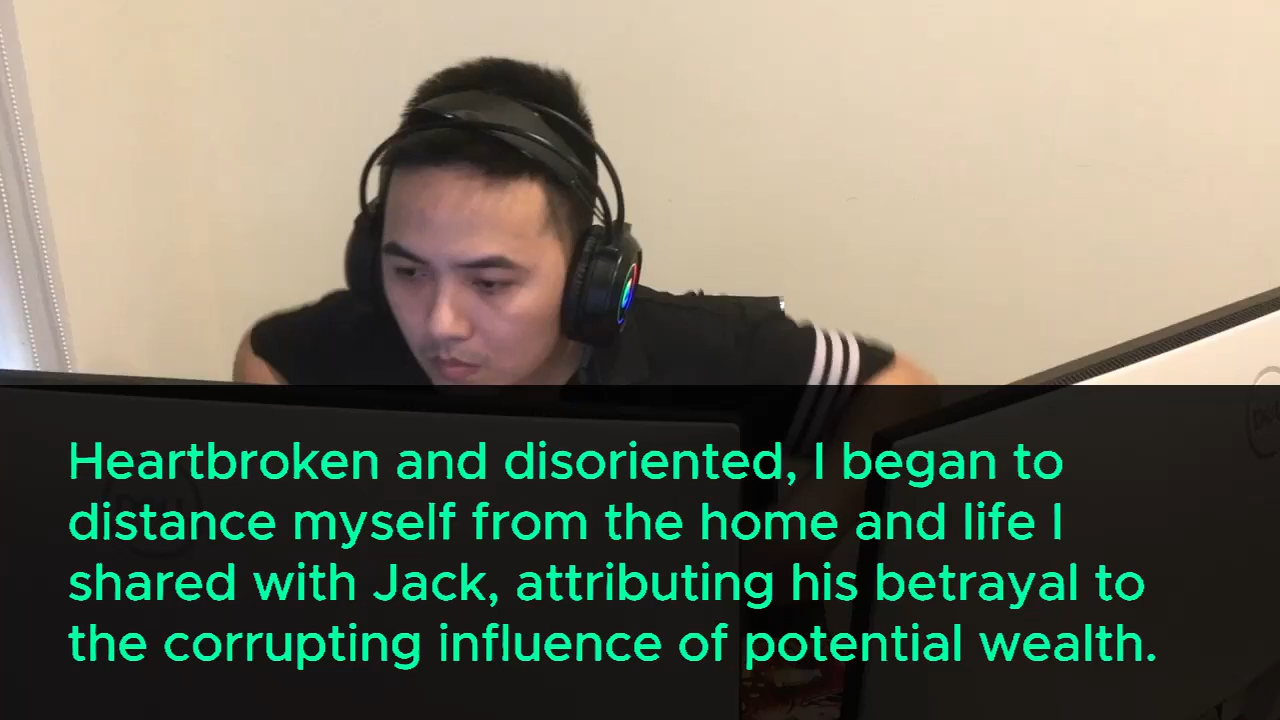 Heartbroken and disoriented, I began to
distance myself from the home and life I
shared with Jack, attributing his betrayal to
the corrupting influence of potential wealth.